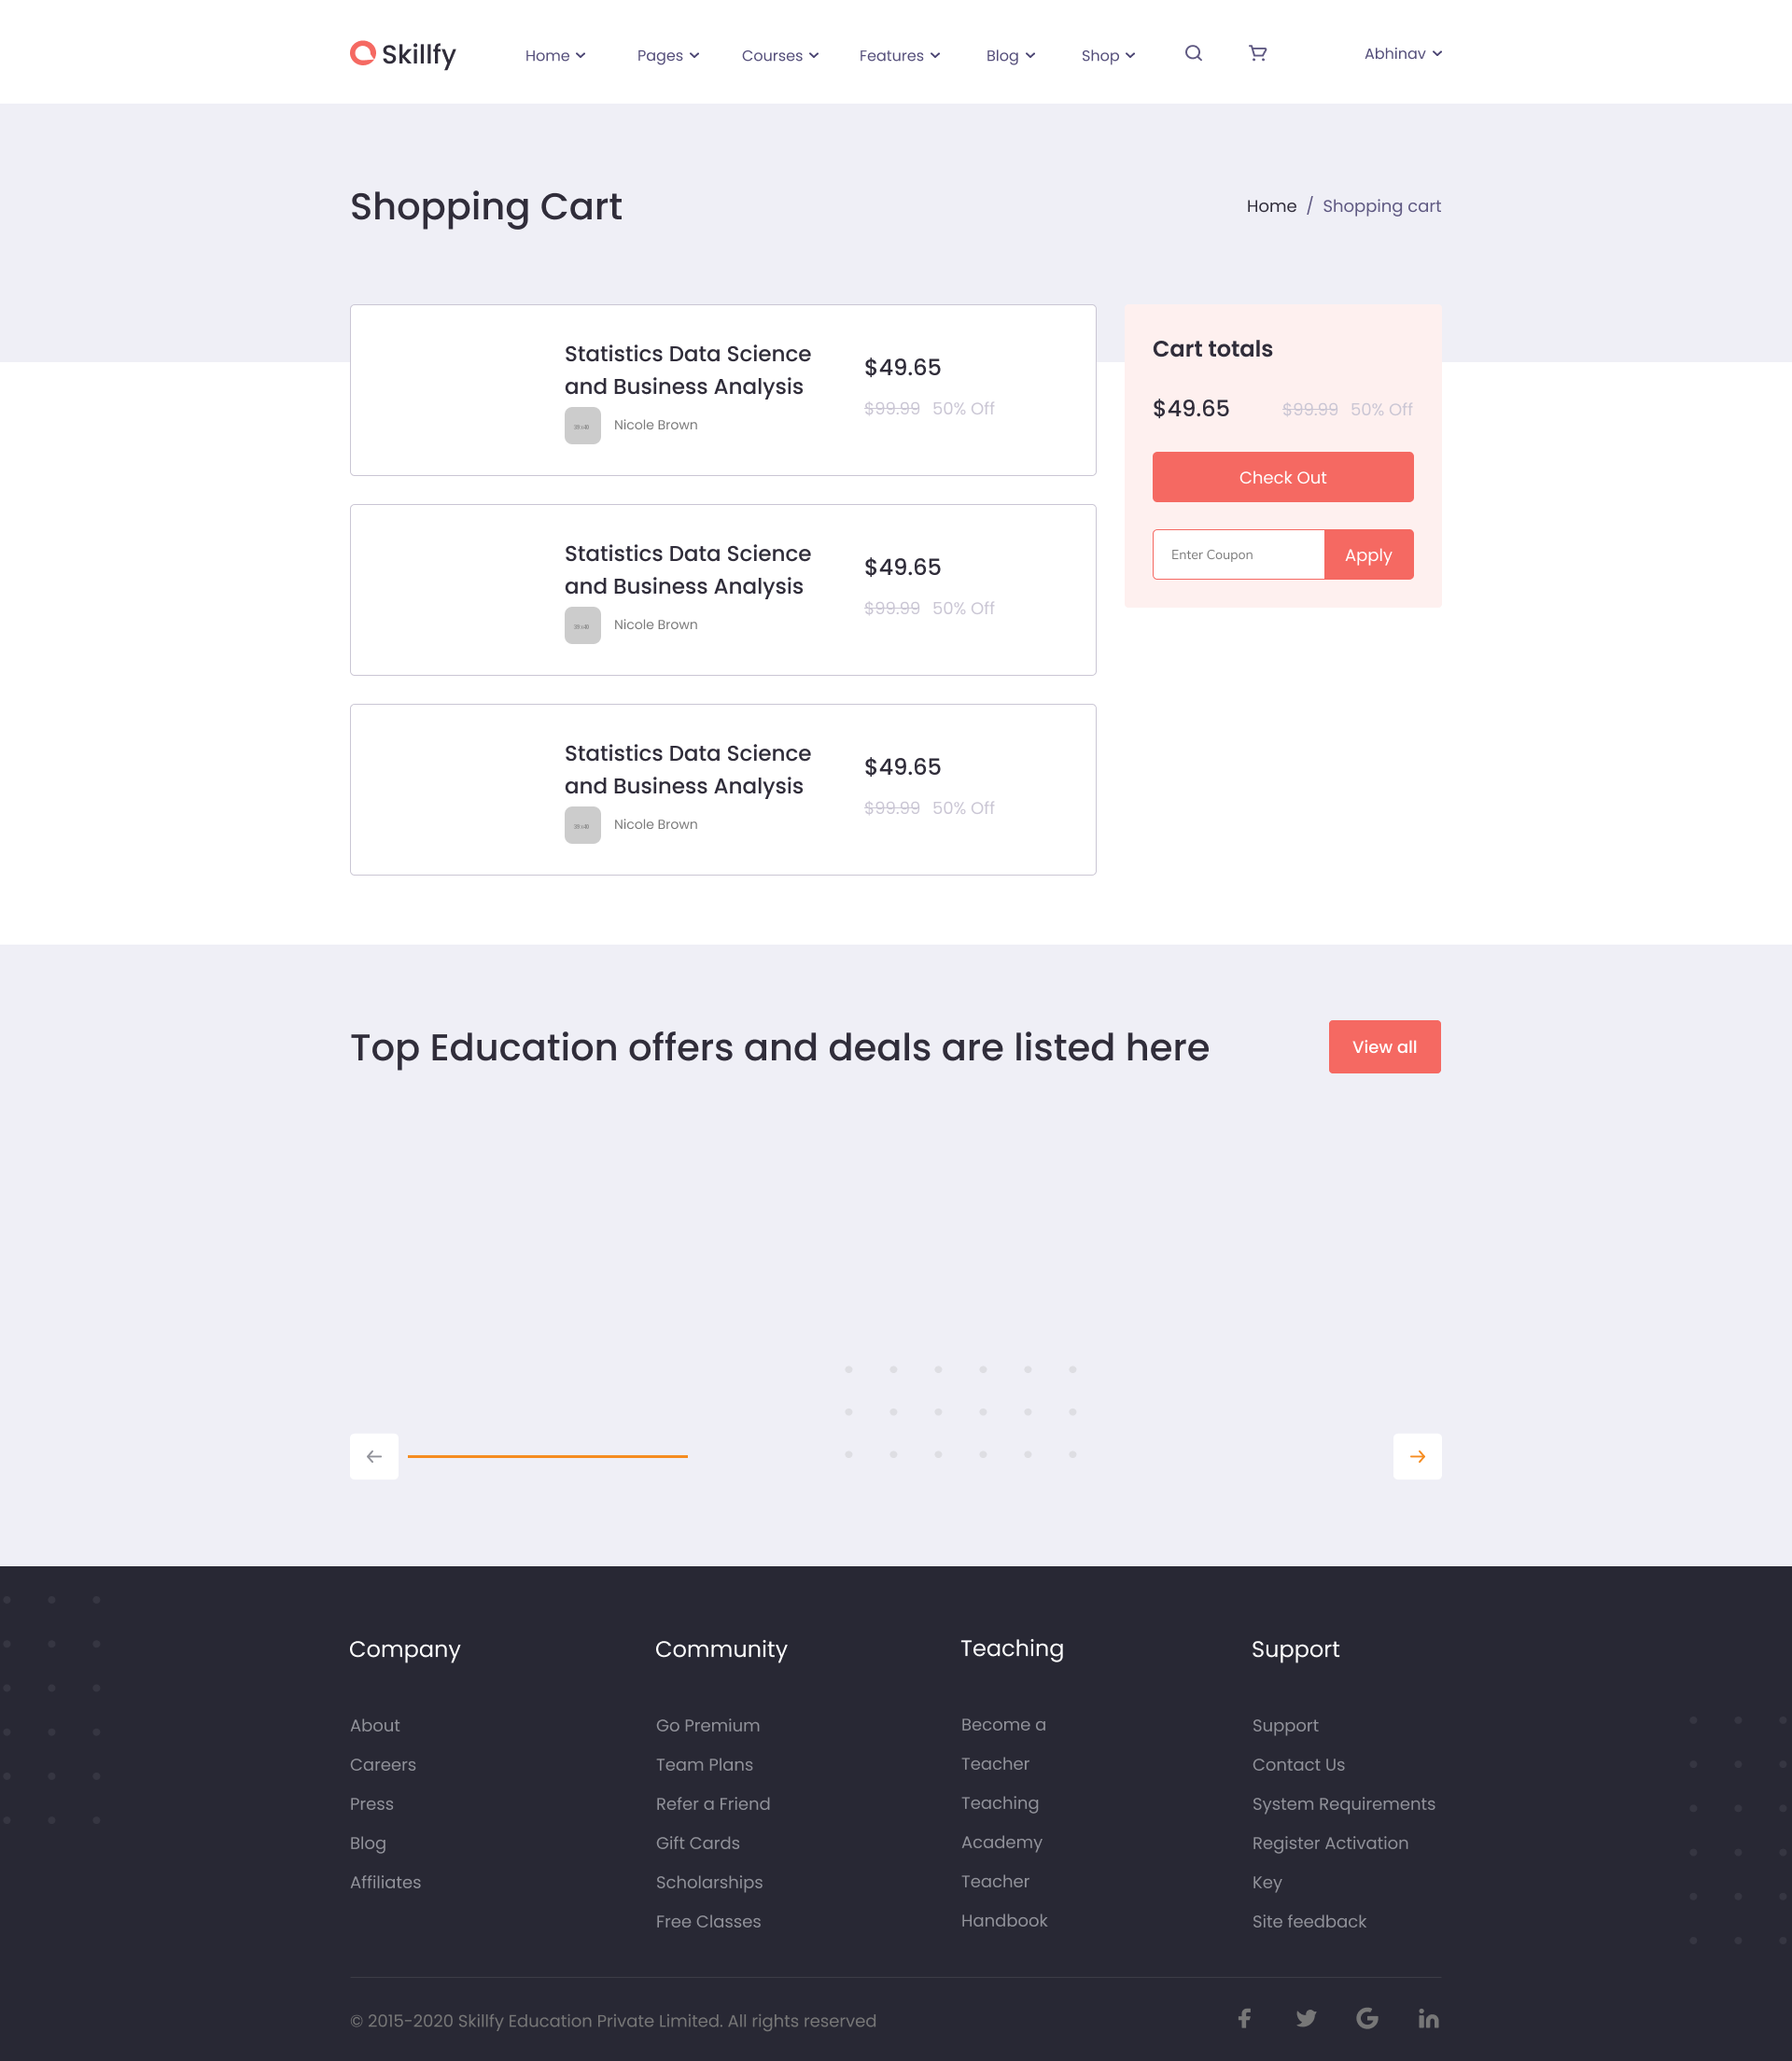 Skillfy
Home
Pages
Courses
Features
Blog
Shop
Abhinav
Shopping Cart
Home / Shopping cart
Statistics Data Science
and Business Analysis
Nicole Brown
$49.65
$99.99 50% Off
Statistics Data Science
and Business Analysis
Nicole Brown
$49.65
$99.99 50% Off
Statistics Data Science
and Business Analysis
Nicole Brown
$49.65
$99.99 50% Off
Cart totals
$49.65 $99.99 50% Off
Check Out
Enter Coupon
Apply
Top Education offers and deals are listed here
View all
Company
About
Careers
Press
Blog
Affiliates
Community
Go Premium
Team Plans
Refer a Friend
Gift Cards
Scholarships
Free Classes
Teaching
Become a
Teacher
Teaching
Academy
Teacher
Handbook
Support
Support
Contact Us
System Requirements
Register Activation
Key
Site feedback
© 2015-2020 Skillfy Education Private Limited. All rights reserved